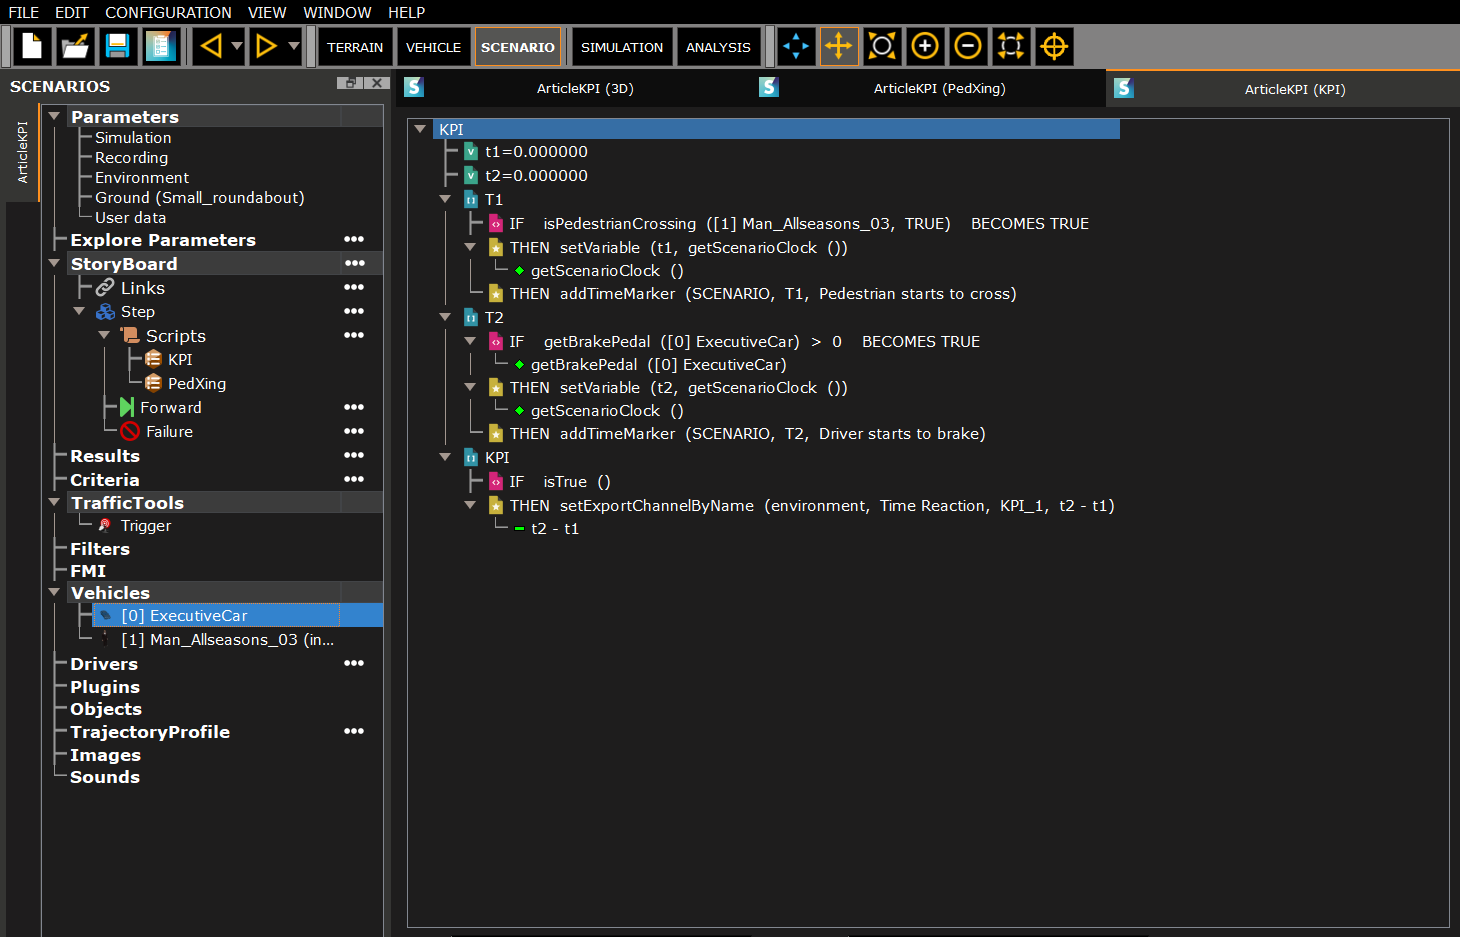 FILE EDIT CONFIGURATION VIEW WINDOW HELP
TERRAIN VEHICLE SCENARIO SIMULATION ANALYSIS
SCENARIOS
ArticleKPI
Parameters
Simulation
Recording
Environment
Ground (Small_roundabout)
User data
Explore Parameters •••
StoryBoard •••
Links •••
Step •••
Scripts •••
KPI
PedXing
Forward •••
Failure •••
Results •••
Criteria •••
TrafficTools
Trigger
Filters
FMI
Vehicles
[0] ExecutiveCar
[1] Man_Allseasons_03 (in...
Drivers •••
Plugins
Objects
TrajectoryProfile •••
Images
Sounds
ArticleKPI (3D) ArticleKPI (PedXing) ArticleKPI (KPI)
KPI
t1=0.000000
t2=0.000000
T1
IF isPedestrianCrossing ([1] Man_Allseasons_03, TRUE) BECOMES TRUE
THEN setVariable (t1, getScenarioClock ())
getScenarioClock ()
THEN addTimeMarker (SCENARIO, T1, Pedestrian starts to cross)
T2
IF getBrakePedal ([0] ExecutiveCar) > 0 BECOMES TRUE
getBrakePedal ([0] ExecutiveCar)
THEN setVariable (t2, getScenarioClock ())
getScenarioClock ()
THEN addTimeMarker (SCENARIO, T2, Driver starts to brake)
KPI
IF isTrue ()
THEN setExportChannelByName (environment, Time Reaction, KPI_1, t2 - t1)
t2 - t1